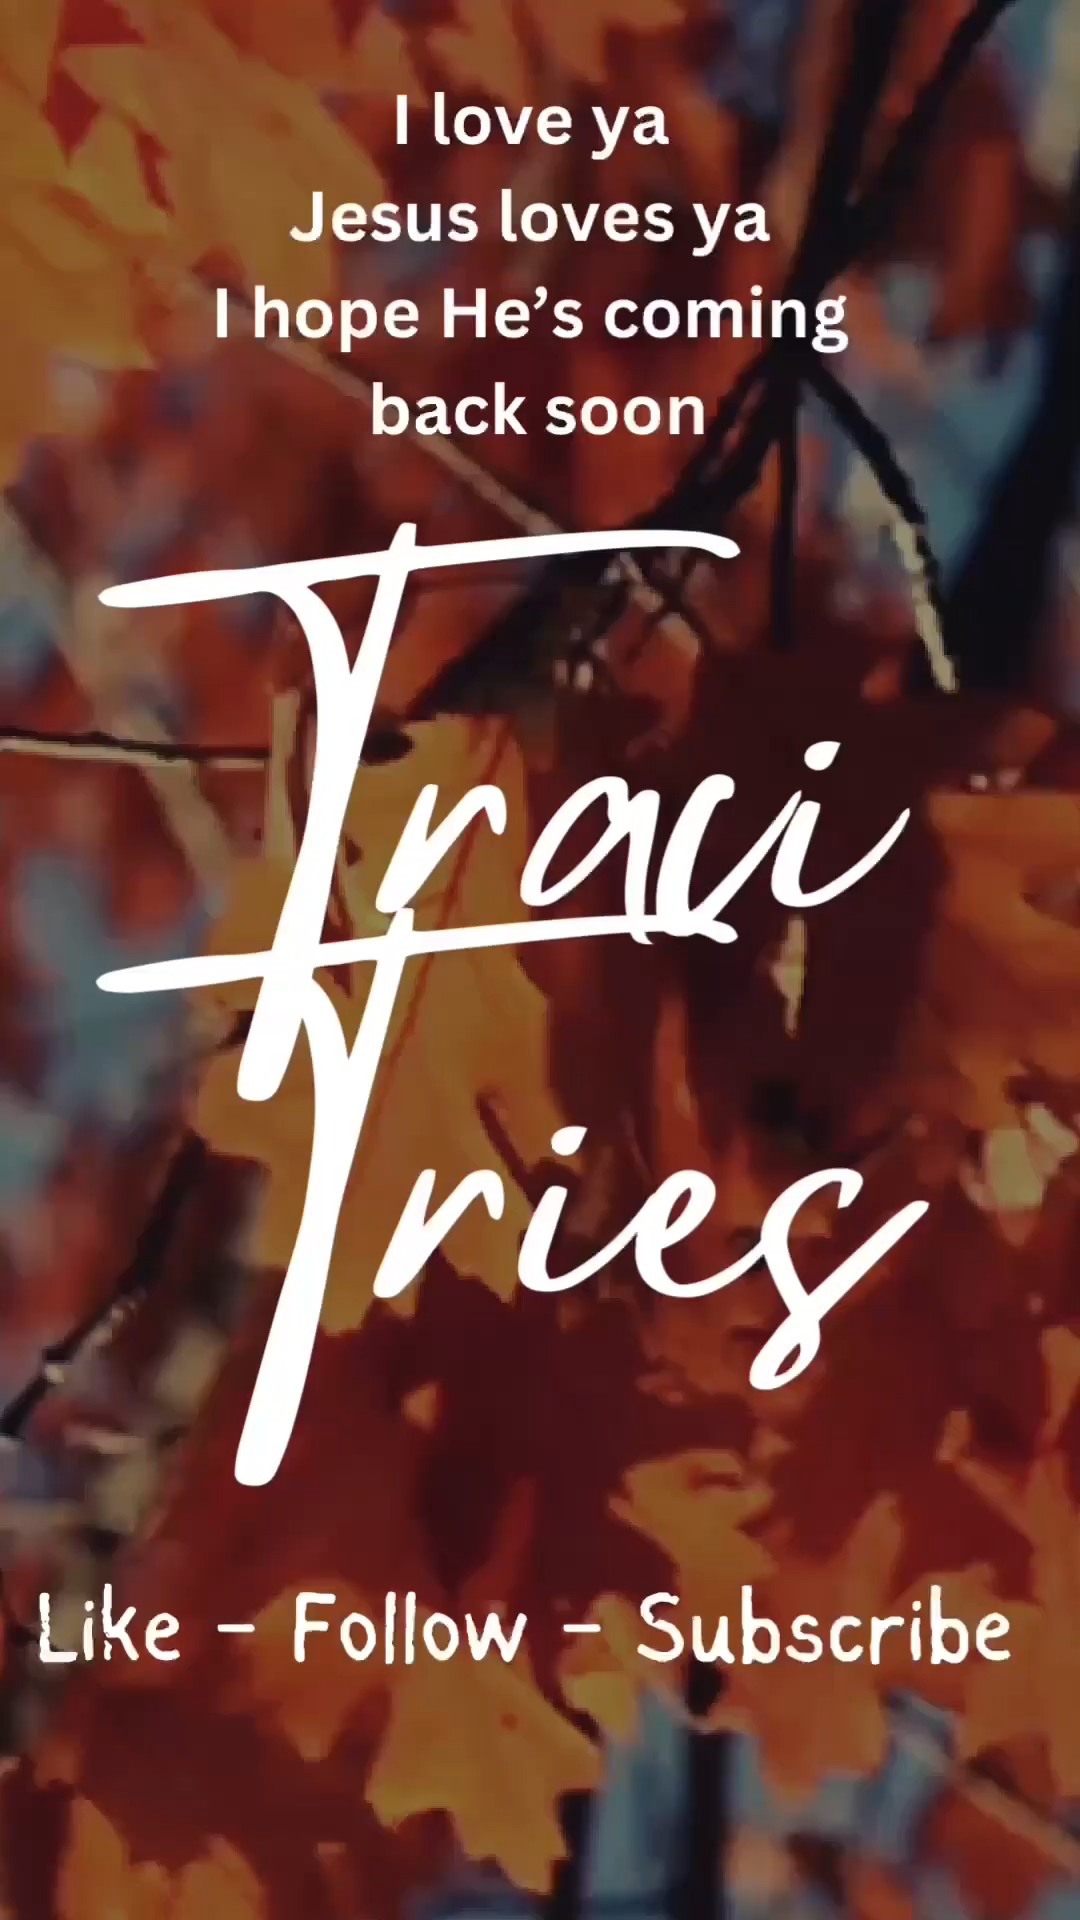 I love ya
Jesus loves ya
I hope He’s coming
back soon
Traci
Tries
Like - Follow - Subscribe